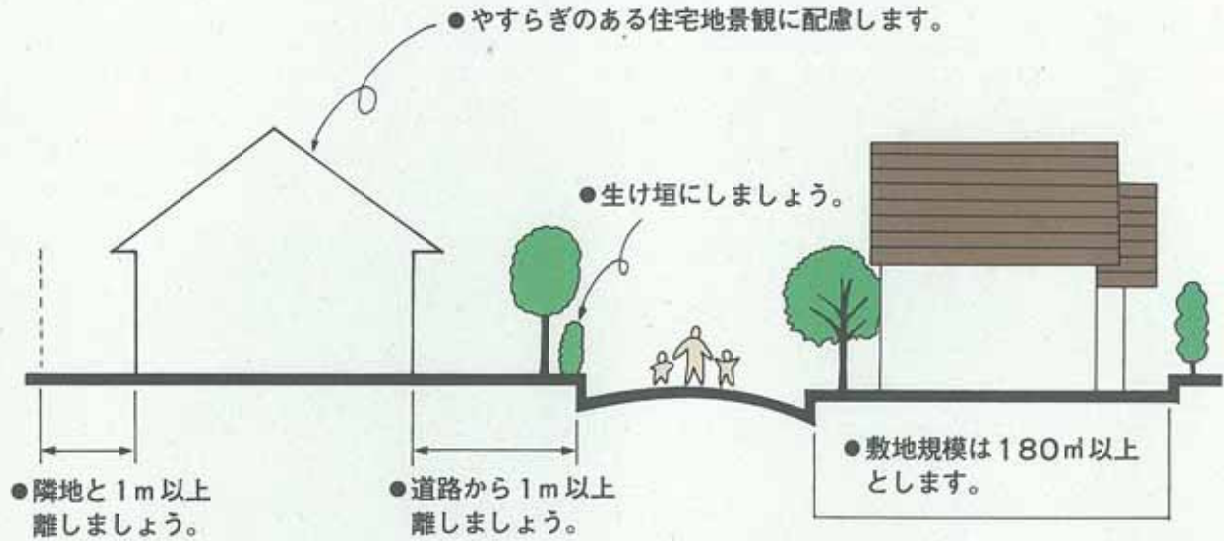 ●やすらぎのある住宅地景観に配慮します。
●生け垣にしましょう。
●隣地と1m以上
離しましょう。
●道路から1m以上
離しましょう。
●敷地規模は180㎡以上
とします。